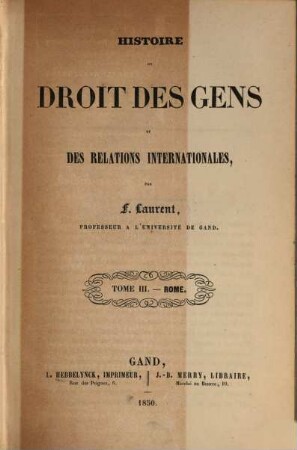 HISTOIRE
DU
DROIT DES GENS
ET
DES RELATIONS INTERNATIONALES,
PAR
F. Laurent,
PROFESSEUR A L'UNIVERSITÉ DE GAND.
TOME III. — ROME.
GAND,
L. HEBBELYNCK, IMPRIMEUR,
Rue des Peignes, 9.
J.-B. MERRY, LIBRAIRE,
Marché au Beurre, 10.
1850.